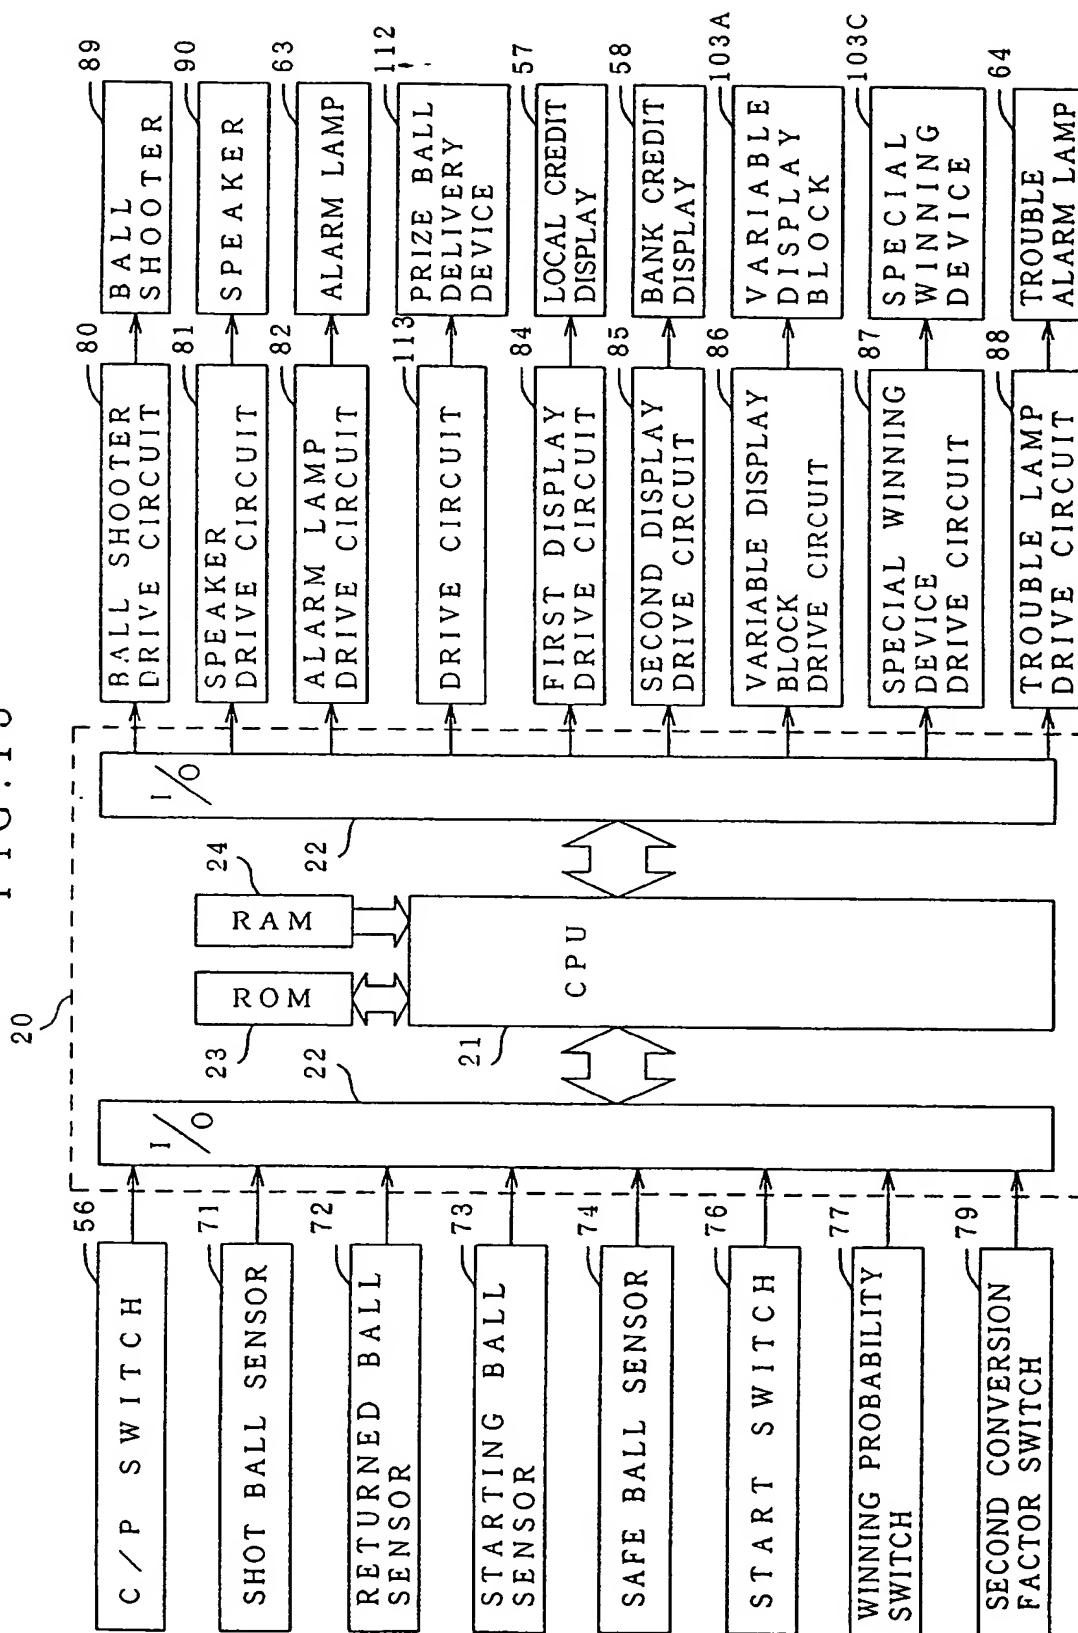 FIG.13
20
C/P SWITCH
56
SHOT BALL SENSOR
71
RETURNED BALL
SENSOR
72
STARTING BALL
SENSOR
73
SAFE BALL SENSOR
74
START SWITCH
76
WINNING PROBABILITY
SWITCH
77
SECOND CONVERSION
FACTOR SWITCH
79
I/O
22
ROM
23
RAM
24
CPU
21
I/O
22
BALL SHOOTER
DRIVE CIRCUIT
80
BALL
SHOOTER
89
SPEAKER
DRIVE CIRCUIT
81
SPEAKER
90
ALARM LAMP
DRIVE CIRCUIT
82
ALARM LAMP
63
DRIVE CIRCUIT
113
PRIZE BALL
DELIVERY
DEVICE
112
FIRST DISPLAY
DRIVE CIRCUIT
84
LOCAL CREDIT
DISPLAY
57
SECOND DISPLAY
DRIVE CIRCUIT
85
BANK CREDIT
DISPLAY
58
VARIABLE DISPLAY
BLOCK
DRIVE CIRCUIT
86
VARIABLE
DISPLAY
BLOCK
103A
SPECIAL WINNING
DEVICE
DRIVE CIRCUIT
87
SPECIAL
WINNING
DEVICE
103C
TROUBLE LAMP
DRIVE CIRCUIT
88
TROUBLE
ALARM LAMP
64